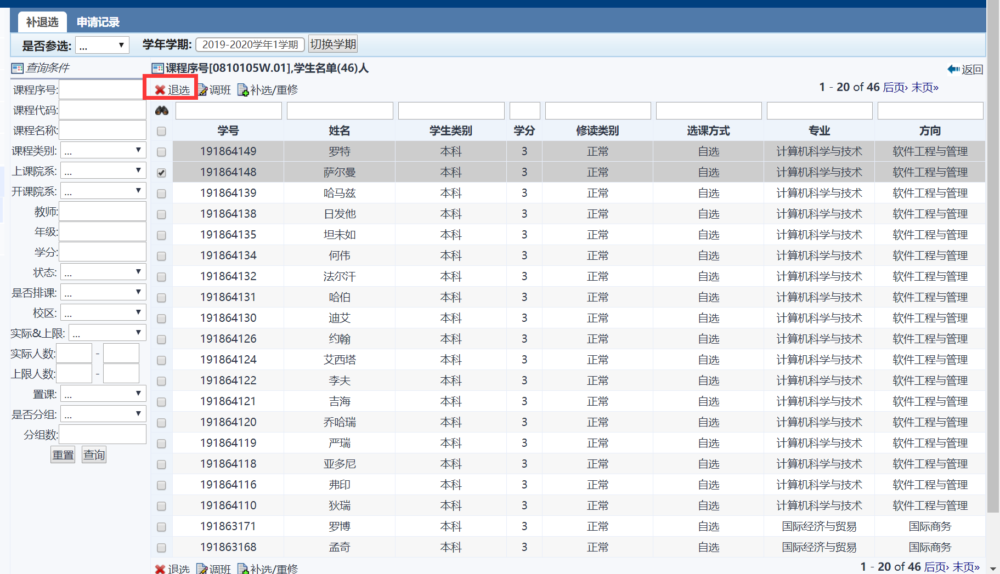 补退选 申请记录
是否参选: ... 学年学期: 2019-2020学年1学期 切换学期
查询条件
课程序号:
课程代码:
课程名称:
课程类别: ...
上课院系: ...
开课院系: ...
教师:
年级:
学分:
状态: ...
是否排课: ...
校区: ...
实际&上限: ...
实际人数: -
上限人数: -
置课: ...
是否分组: ...
分组数:
重置 查询
课程序号[0810105W.01],学生名单(46)人 返回
退选 调班 补选/重修 1 - 20 of 46 后页› 末页»
学号 姓名 学生类别 学分 修读类别 选课方式 专业 方向
191864149 罗特 本科 3 正常 自选 计算机科学与技术 软件工程与管理
191864148 萨尔曼 本科 3 正常 自选 计算机科学与技术 软件工程与管理
191864139 哈马兹 本科 3 正常 自选 计算机科学与技术 软件工程与管理
191864138 日发他 本科 3 正常 自选 计算机科学与技术 软件工程与管理
191864135 坦未如 本科 3 正常 自选 计算机科学与技术 软件工程与管理
191864134 何伟 本科 3 正常 自选 计算机科学与技术 软件工程与管理
191864132 法尔汗 本科 3 正常 自选 计算机科学与技术 软件工程与管理
191864131 哈伯 本科 3 正常 自选 计算机科学与技术 软件工程与管理
191864130 迪艾 本科 3 正常 自选 计算机科学与技术 软件工程与管理
191864126 约翰 本科 3 正常 自选 计算机科学与技术 软件工程与管理
191864124 艾西塔 本科 3 正常 自选 计算机科学与技术 软件工程与管理
191864122 李夫 本科 3 正常 自选 计算机科学与技术 软件工程与管理
191864121 吉海 本科 3 正常 自选 计算机科学与技术 软件工程与管理
191864120 乔哈瑞 本科 3 正常 自选 计算机科学与技术 软件工程与管理
191864119 严瑞 本科 3 正常 自选 计算机科学与技术 软件工程与管理
191864118 亚多尼 本科 3 正常 自选 计算机科学与技术 软件工程与管理
191864116 弗印 本科 3 正常 自选 计算机科学与技术 软件工程与管理
191864110 狄瑞 本科 3 正常 自选 计算机科学与技术 软件工程与管理
191863171 罗博 本科 3 正常 自选 国际经济与贸易 国际商务
191863168 孟奇 本科 3 正常 自选 国际经济与贸易 国际商务
退选 调班 补选/重修 1 - 20 of 46 后页› 末页»